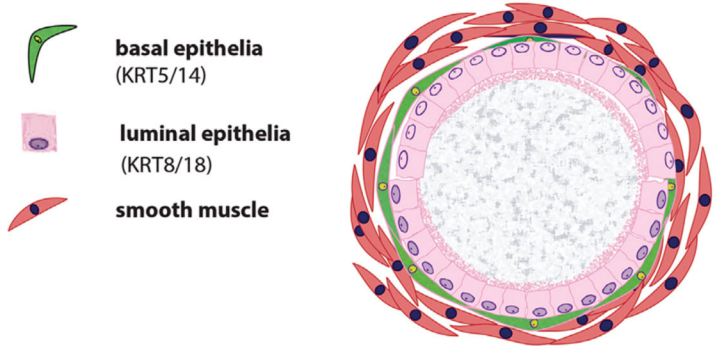 basal epithelia
(KRT5/14)
luminal epithelia
(KRT8/18)
smooth muscle